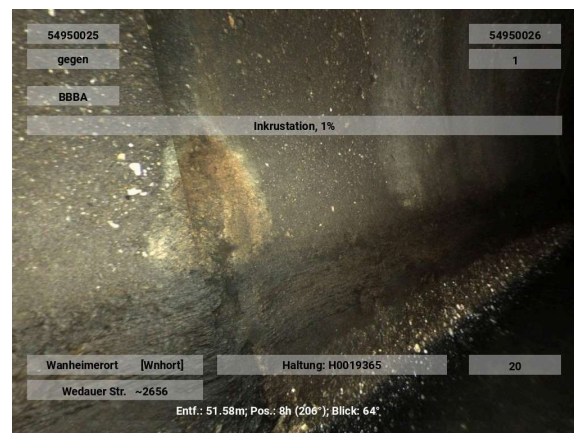 54950025 54950026
gegen 1
BBBA
Inkrustation, 1%
Wanheimerort [Wnhort] Haltung: H0019365 20
Wedauer Str. ~2656
Entf.: 51.58m; Pos.: 8h (206°); Blick: 64°